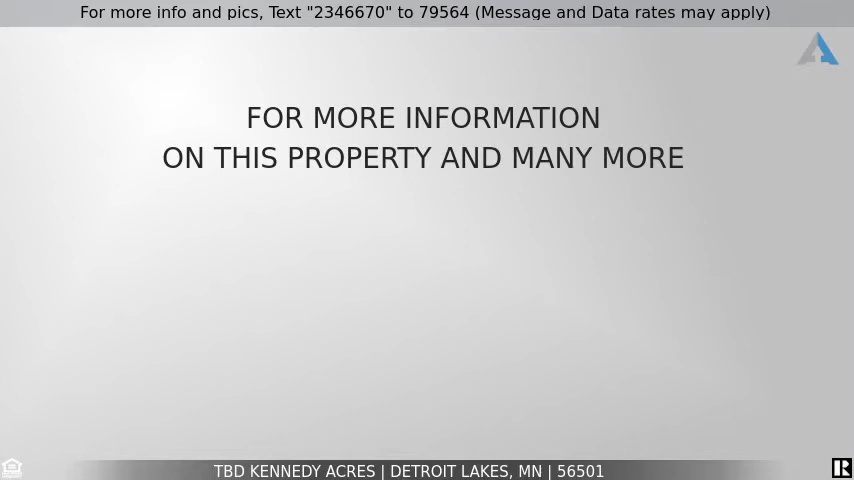 For more info and pics, Text "2346670" to 79564 (Message and Data rates may apply)
FOR MORE INFORMATION
ON THIS PROPERTY AND MANY MORE
TBD KENNEDY ACRES | DETROIT LAKES, MN | 56501